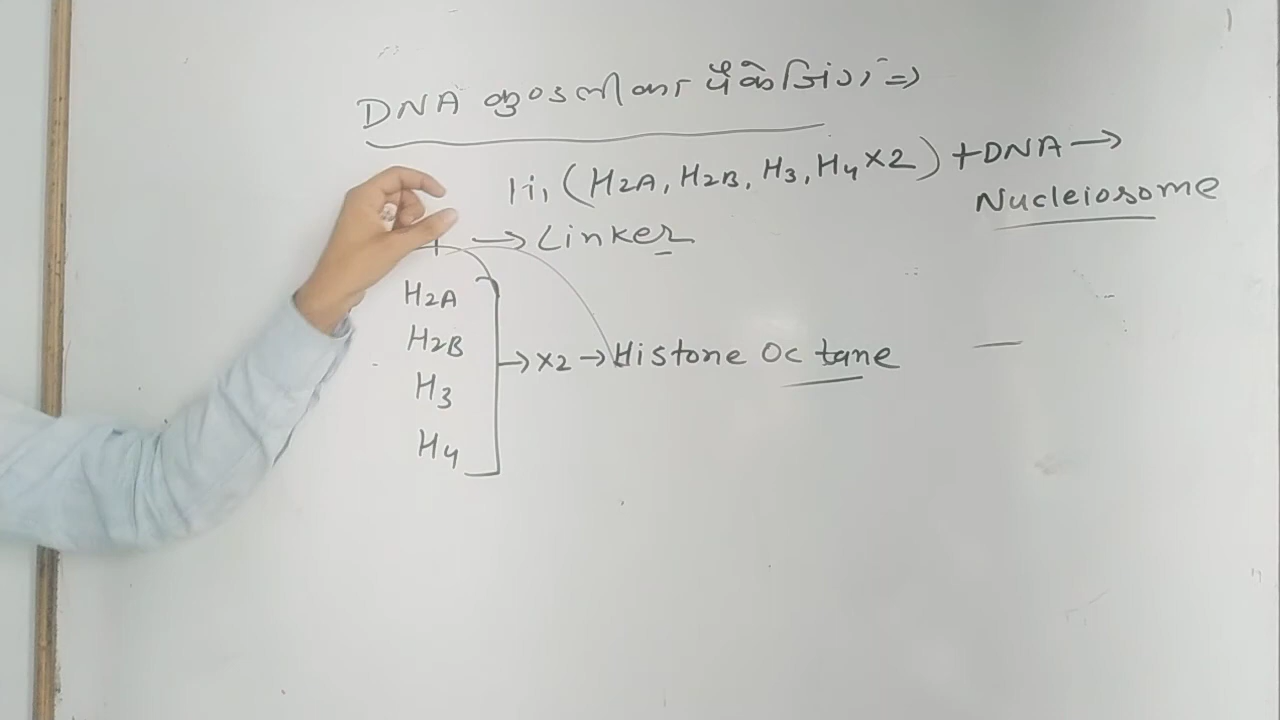 DNA =>
H1 (H2A, H2B, H3, H4 X2) + DNA →
Nucleiosome
→ Linker
H2A
H2B
H3
H4
→ X2 → Histone Octane